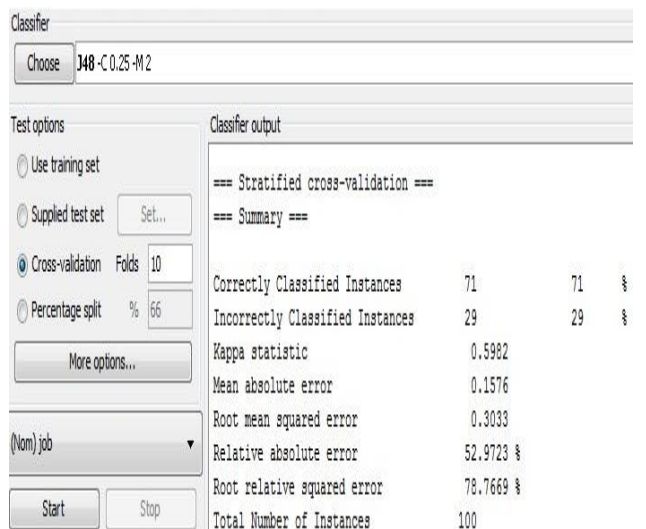 Classifier
Choose J48 -C 0.25 -M 2
Test options
Use training set
Supplied test set Set...
Cross-validation Folds 10
Percentage split % 66
More options...
(Nom) job
Start Stop
Classifier output
=== Stratified cross-validation ===
=== Summary ===
Correctly Classified Instances 71 71 %
Incorrectly Classified Instances 29 29 %
Kappa statistic 0.5982
Mean absolute error 0.1576
Root mean squared error 0.3033
Relative absolute error 52.9723 %
Root relative squared error 78.7669 %
Total Number of Instances 100